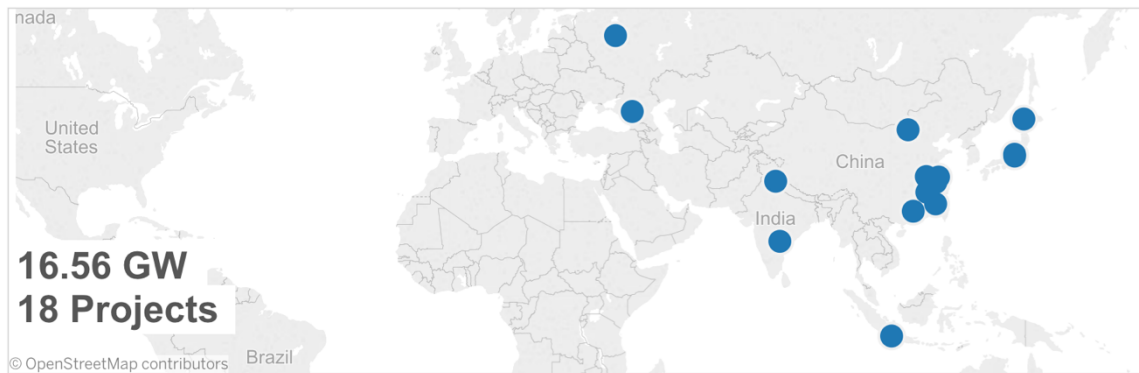 nada
United
States
China
India
16.56 GW
18 Projects
Brazil
© OpenStreetMap contributors